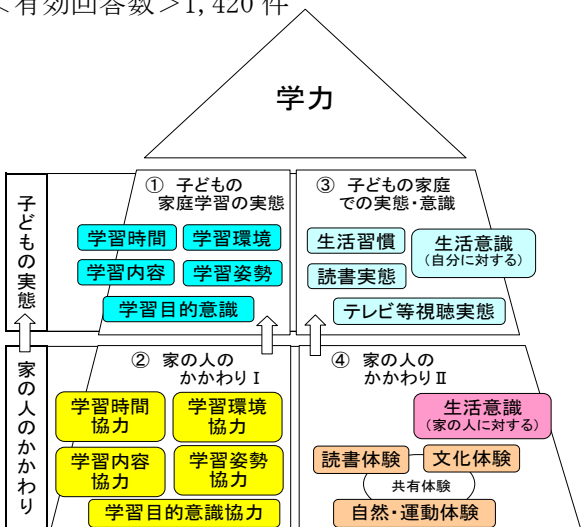 <有効回答数>1,420件
学力
子どもの実態
① 子どもの
家庭学習の実態
学習時間
学習環境
学習内容
学習姿勢
学習目的意識
③ 子どもの家庭
での実態・意識
生活習慣
生活意識
(自分に対する)
読書実態
テレビ等視聴実態
家の人のかかわり
② 家の人の
かかわりⅠ
学習時間
協力
学習環境
協力
学習内容
協力
学習姿勢
協力
学習目的意識協力
④ 家の人の
かかわりⅡ
生活意識
(家の人に対する)
読書体験
文化体験
共有体験
自然・運動体験